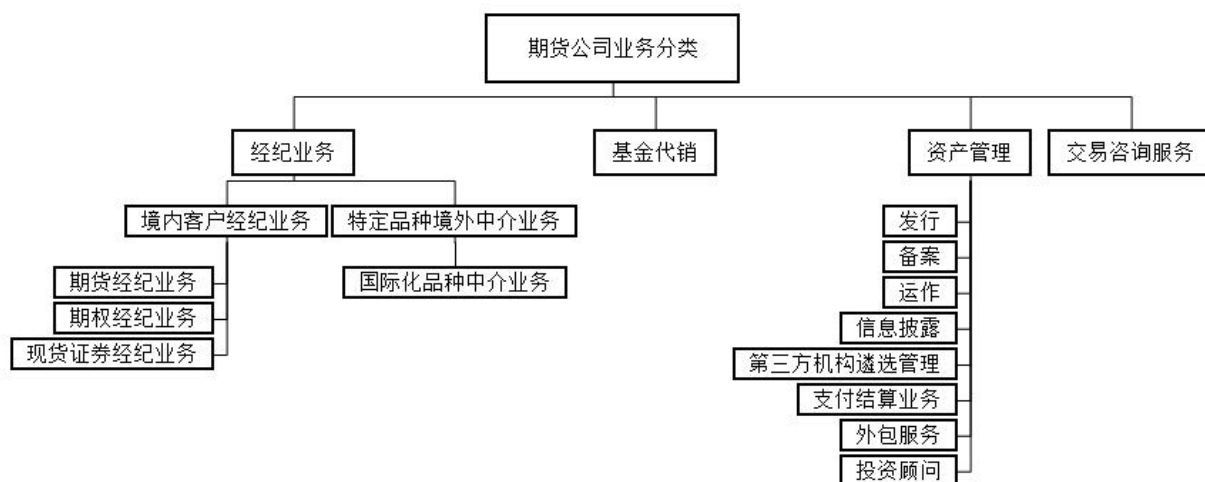 期货公司业务分类
经纪业务
基金代销
资产管理
交易咨询服务
境内客户经纪业务
特定品种境外中介业务
期货经纪业务
期权经纪业务
现货证券经纪业务
国际化品种中介业务
发行
备案
运作
信息披露
第三方机构遴选管理
支付结算业务
外包服务
投资顾问